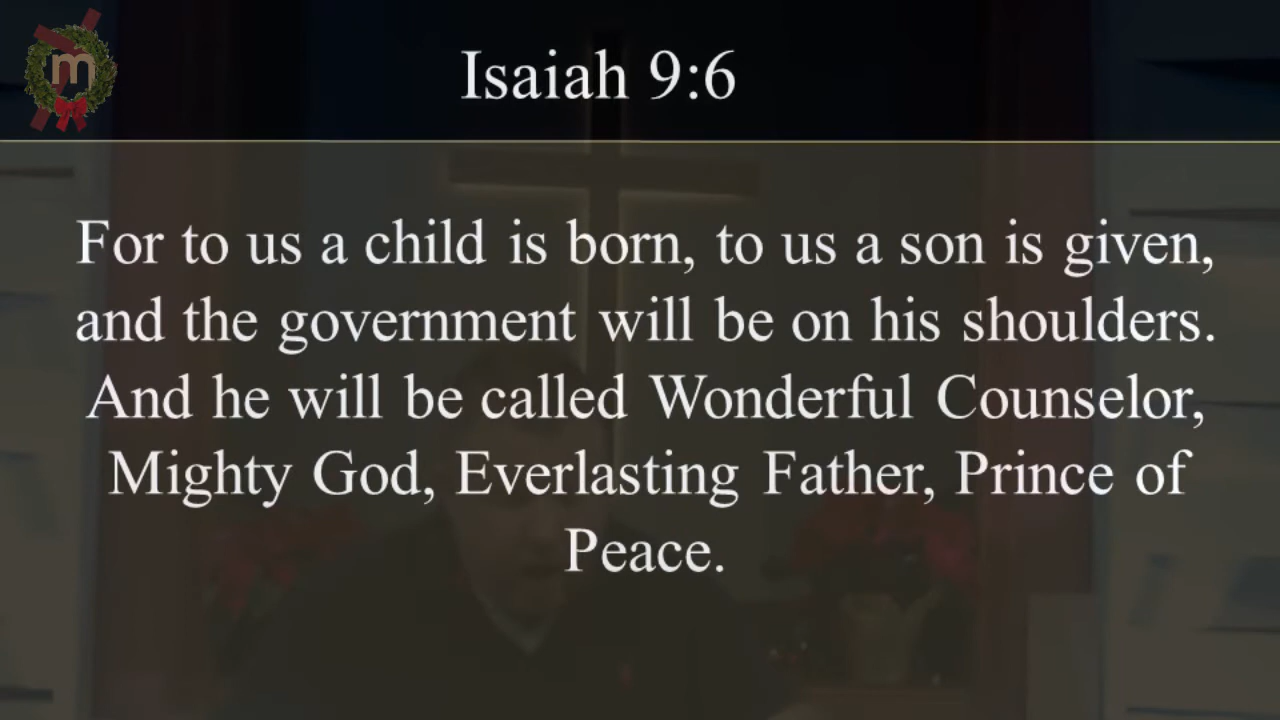 m
Isaiah 9:6
For to us a child is born, to us a son is given,
and the government will be on his shoulders.
And he will be called Wonderful Counselor,
Mighty God, Everlasting Father, Prince of
Peace.